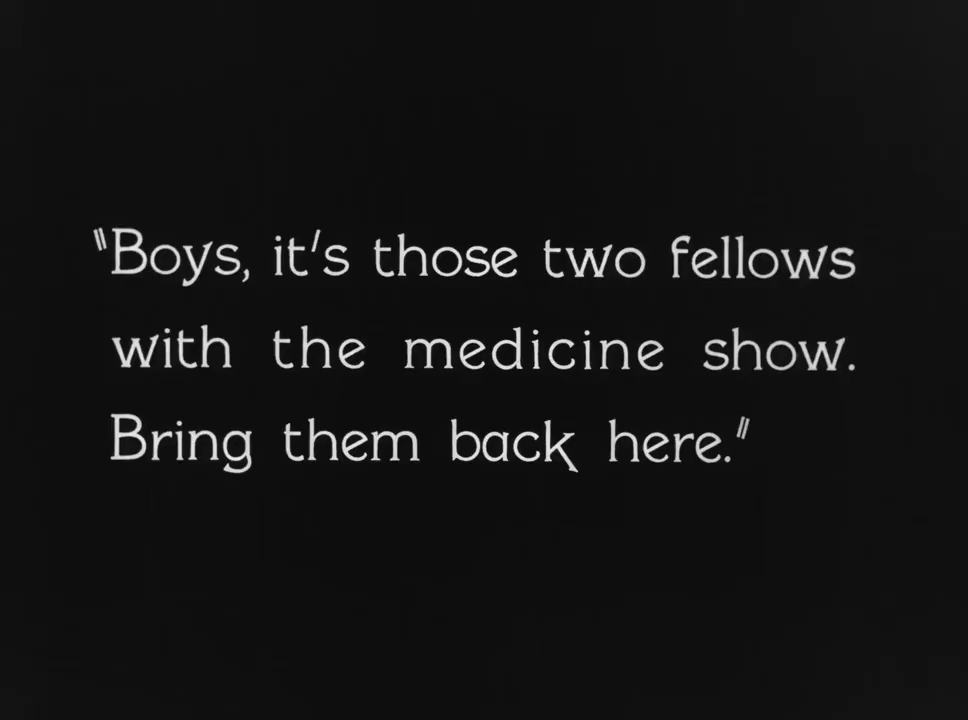 "Boys, it's those two fellows
with the medicine show.
Bring them back here."